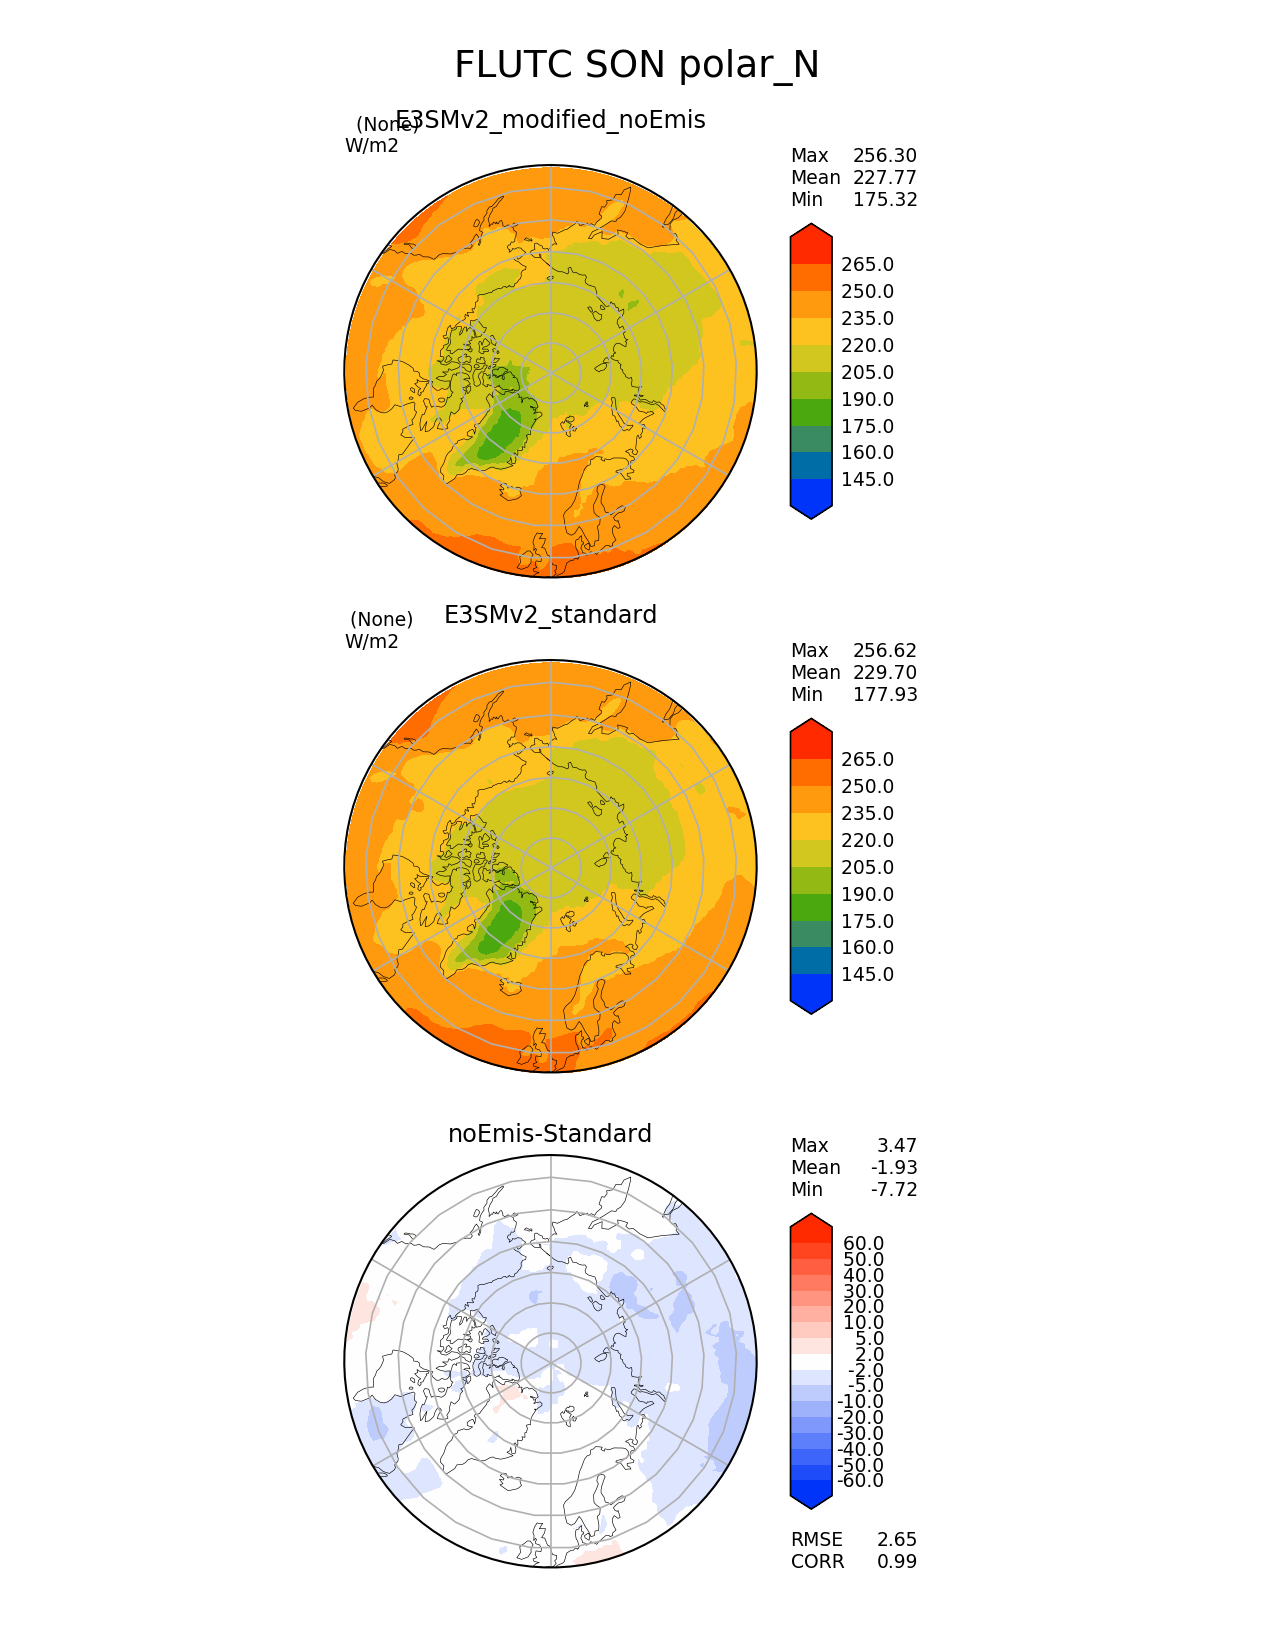 FLUTC SON polar_N
(None)
E3SMv2_modified_noEmis
W/m2
Max 256.30
Mean 227.77
Min 175.32
265.0
250.0
235.0
220.0
205.0
190.0
175.0
160.0
145.0
(None)
E3SMv2_standard
W/m2
Max 256.62
Mean 229.70
Min 177.93
265.0
250.0
235.0
220.0
205.0
190.0
175.0
160.0
145.0
noEmis-Standard
Max 3.47
Mean -1.93
Min -7.72
60.0
50.0
40.0
30.0
20.0
10.0
5.0
2.0
-2.0
-5.0
-10.0
-20.0
-30.0
-40.0
-50.0
-60.0
RMSE 2.65
CORR 0.99